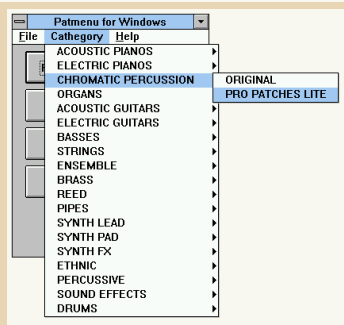 Patmenu for Windows
File Cathegory Help
ACOUSTIC PIANOS
ELECTRIC PIANOS
CHROMATIC PERCUSSION
ORIGINAL
ORGANS
PRO PATCHES LITE
ACOUSTIC GUITARS
ELECTRIC GUITARS
BASSES
STRINGS
ENSEMBLE
BRASS
REED
PIPES
SYNTH LEAD
SYNTH PAD
SYNTH FX
ETHNIC
PERCUSSIVE
SOUND EFFECTS
DRUMS